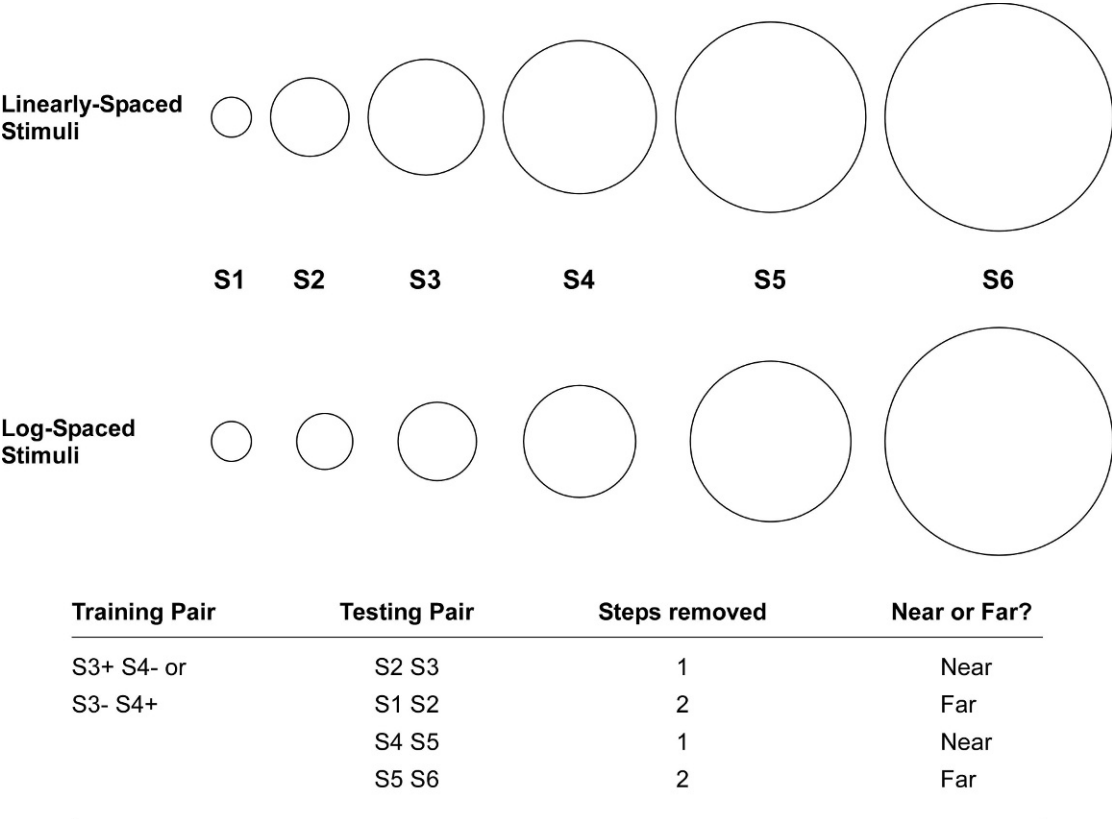 Linearly-Spaced
Stimuli
S1 S2 S3 S4 S5 S6
Log-Spaced
Stimuli
Training Pair Testing Pair Steps removed Near or Far?
S3+ S4- or S2 S3 1 Near
S3- S4+ S1 S2 2 Far
S4 S5 1 Near
S5 S6 2 Far